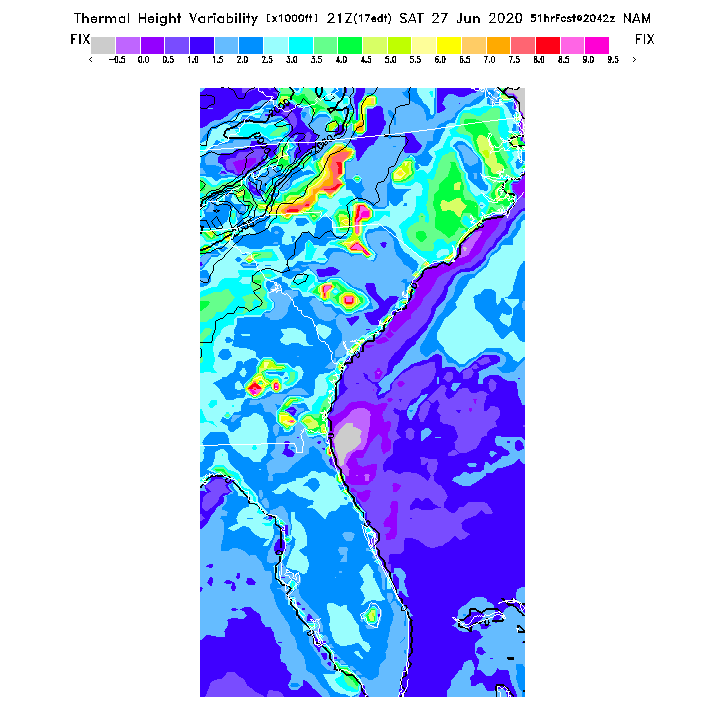 Thermal Height Variability [x1000ft] 21Z(17edt) SAT 27 Jun 2020 51hrFcst@2042z NAM
FIX FIX
< -0.5 0.0 0.5 1.0 1.5 2.0 2.5 3.0 3.5 4.0 4.5 5.0 5.5 6.0 6.5 7.0 7.5 8.0 8.5 9.0 9.5 >